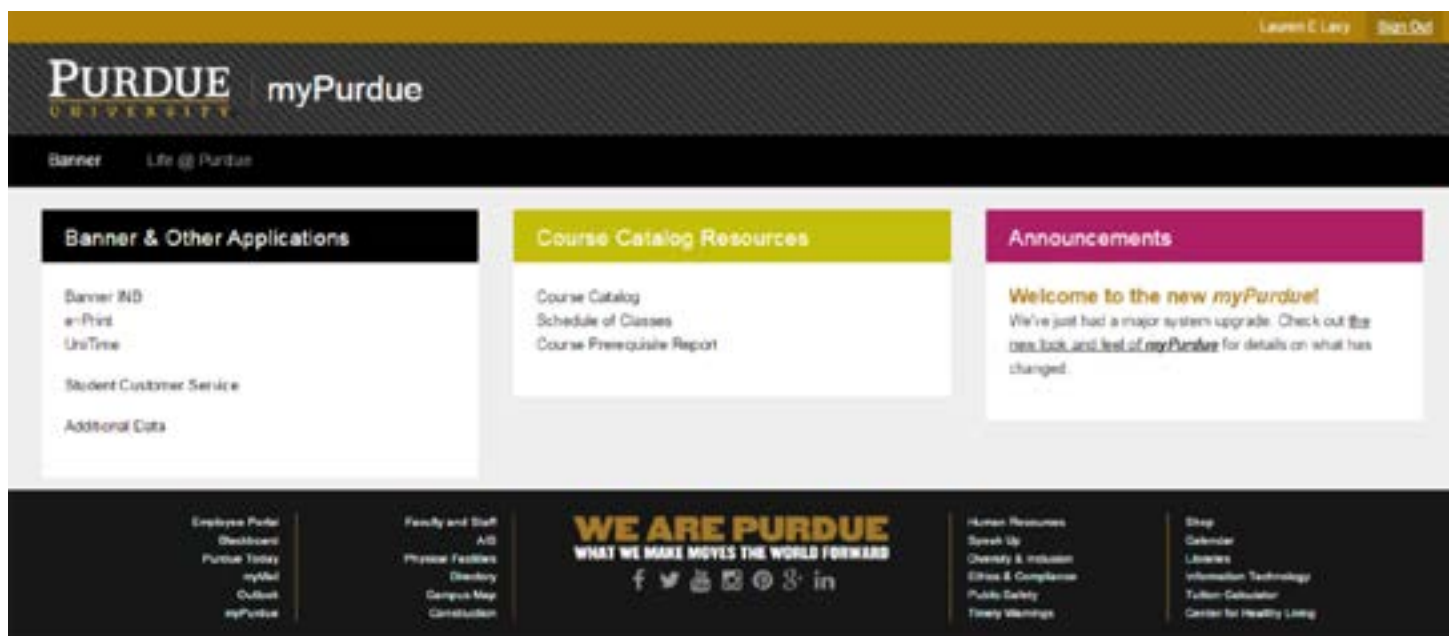 Lauren E Lavy Sign Out
PURDUE
UNIVERSITY
myPurdue
Banner Life @ Purdue
Banner & Other Applications
Banner INB
e~Print
UniTime
Student Customer Service
Additional Data
Course Catalog Resources
Course Catalog
Schedule of Classes
Course Prerequisite Report
Announcements
Welcome to the new myPurdue!
We've just had a major system upgrade. Check out the
new look and feel of myPurdue for details on what has
changed.
Employee Portal
Blackboard
Purdue Today
myMail
Outlook
myPurdue
Faculty and Staff
AIS
Physical Facilities
Directory
Campus Map
Construction
WE ARE PURDUE
WHAT WE MAKE MOVES THE WORLD FORWARD
Human Resources
Speak Up
Diversity & Inclusion
Ethics & Compliance
Public Safety
Timely Warnings
Shop
Calendar
Libraries
Information Technology
Tuition Calculator
Center for Healthy Living